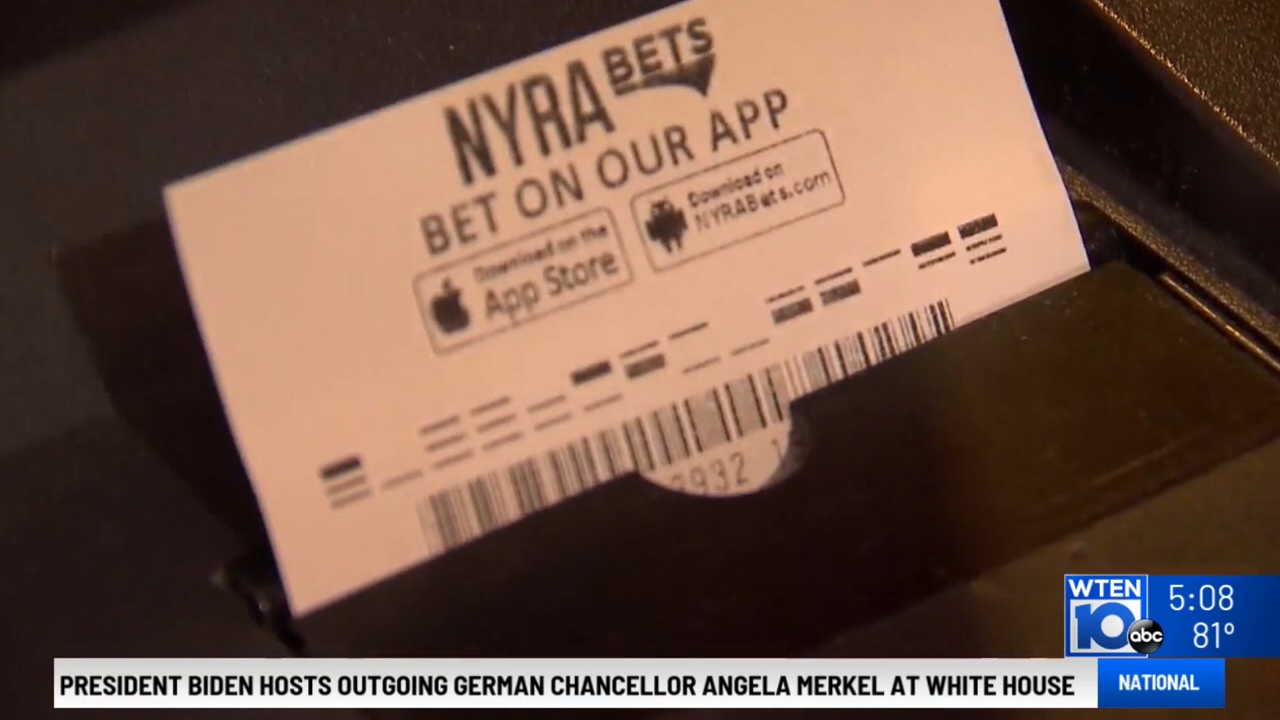 NYRA BETS
BET ON OUR APP
Download on the
App Store
Download on
NYRABets.com
932
WTEN
10
abc
5:08
81°
PRESIDENT BIDEN HOSTS OUTGOING GERMAN CHANCELLOR ANGELA MERKEL AT WHITE HOUSE
NATIONAL